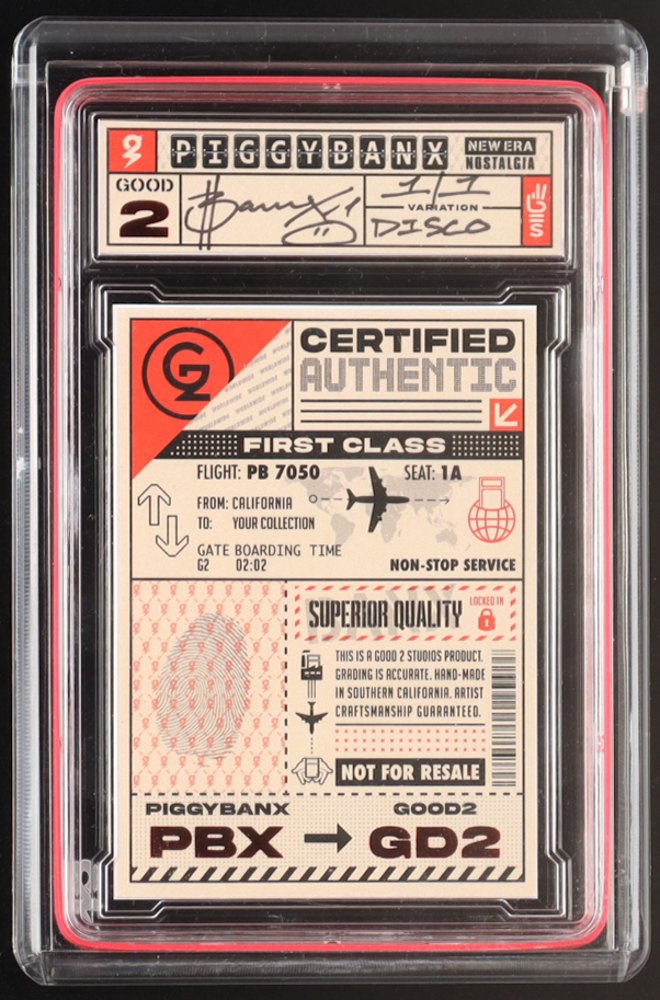 PIGGYBANX
NEW ERA
NOSTALGIA
GOOD
2
Banx
1/1
VARIATION
DISCO
G2
CERTIFIED
AUTHENTIC
FIRST CLASS
FLIGHT: PB 7050 SEAT: 1A
FROM: CALIFORNIA
TO: YOUR COLLECTION
GATE BOARDING TIME
G2 02:02
NON-STOP SERVICE
BANX
SUPERIOR QUALITY
LOCKED IN
THIS IS A GOOD 2 STUDIOS PRODUCT.
GRADING IS ACCURATE. HAND-MADE
IN SOUTHERN CALIFORNIA. ARTIST
CRAFTSMANSHIP GUARANTEED.
NOT FOR RESALE
PIGGYBANX GOOD2
PBX → GD2